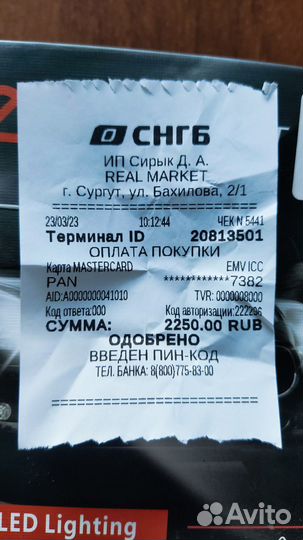 СНГБ
ИП Сирык Д. А.
REAL MARKET
г. Сургут, ул. Бахилова, 2/1
23/03/23 10:12:44 ЧЕК N 5441
Терминал ID 20813501
ОПЛАТА ПОКУПКИ
Карта MASTERCARD EMV ICC
PAN ************7382
AID:A0000000041010 TVR: 0000008000
Код ответа:000 Код авторизации: 222206
СУММА: 2250.00 RUB
ОДОБРЕНО
ВВЕДЕН ПИН-КОД
ТЕЛ. БАНКА: 8(800)775-83-00
LED Lighting
Avito